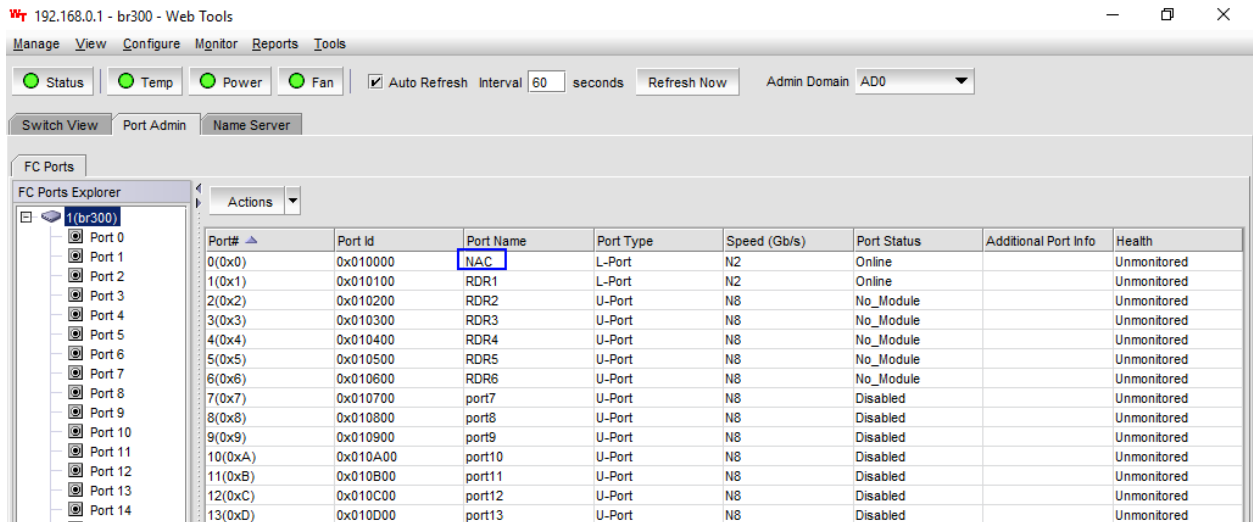 WT 192.168.0.1 - br300 - Web Tools
Manage View Configure Monitor Reports Tools
Status Temp Power Fan Auto Refresh Interval 60 seconds Refresh Now Admin Domain AD0
Switch View Port Admin Name Server
FC Ports
FC Ports Explorer
Actions
1(br300)
Port 0
Port 1
Port 2
Port 3
Port 4
Port 5
Port 6
Port 7
Port 8
Port 9
Port 10
Port 11
Port 12
Port 13
Port 14
Port# Port Id Port Name Port Type Speed (Gb/s) Port Status Additional Port Info Health
0(0x0) 0x010000 NAC L-Port N2 Online Unmonitored
1(0x1) 0x010100 RDR1 L-Port N2 Online Unmonitored
2(0x2) 0x010200 RDR2 U-Port N8 No_Module Unmonitored
3(0x3) 0x010300 RDR3 U-Port N8 No_Module Unmonitored
4(0x4) 0x010400 RDR4 U-Port N8 No_Module Unmonitored
5(0x5) 0x010500 RDR5 U-Port N8 No_Module Unmonitored
6(0x6) 0x010600 RDR6 U-Port N8 No_Module Unmonitored
7(0x7) 0x010700 port7 U-Port N8 Disabled Unmonitored
8(0x8) 0x010800 port8 U-Port N8 Disabled Unmonitored
9(0x9) 0x010900 port9 U-Port N8 Disabled Unmonitored
10(0xA) 0x010A00 port10 U-Port N8 Disabled Unmonitored
11(0xB) 0x010B00 port11 U-Port N8 Disabled Unmonitored
12(0xC) 0x010C00 port12 U-Port N8 Disabled Unmonitored
13(0xD) 0x010D00 port13 U-Port N8 Disabled Unmonitored